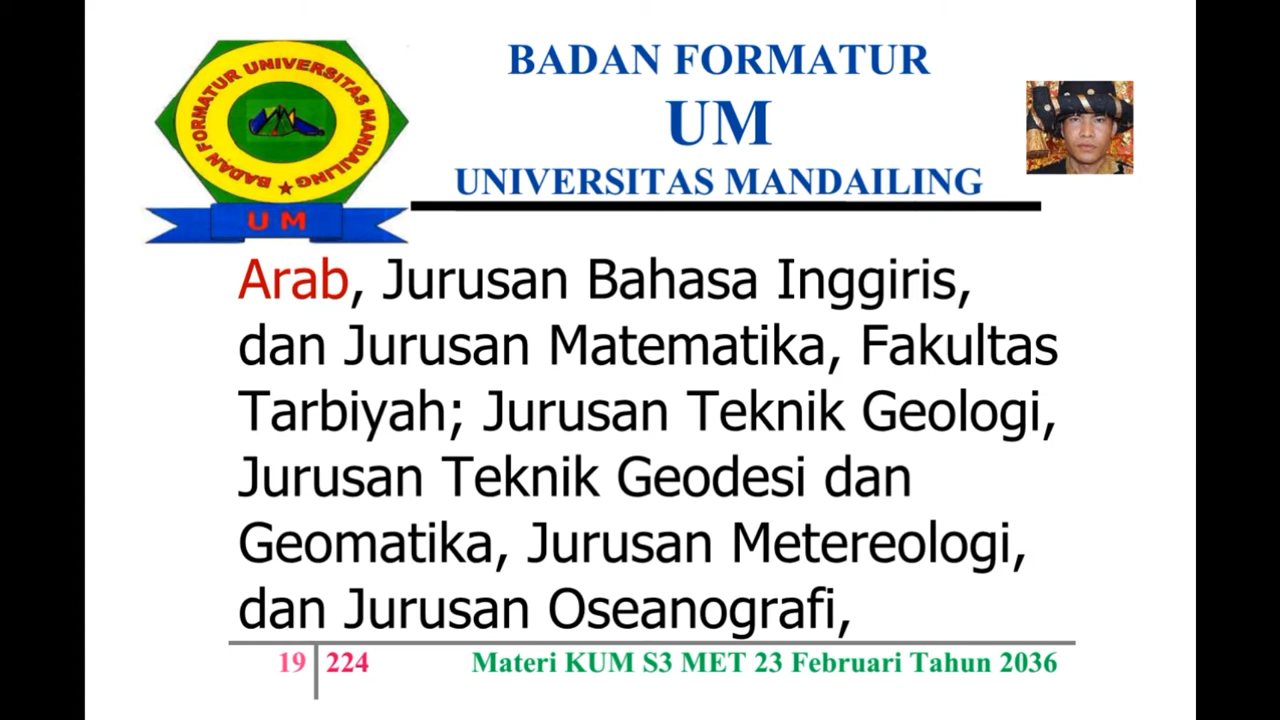 BADAN FORMATUR UNIVERSITAS MANDAILING
UM
BADAN FORMATUR
UM
UNIVERSITAS MANDAILING
Arab, Jurusan Bahasa Inggiris,
dan Jurusan Matematika, Fakultas
Tarbiyah; Jurusan Teknik Geologi,
Jurusan Teknik Geodesi dan
Geomatika, Jurusan Metereologi,
dan Jurusan Oseanografi,
19 224 Materi KUM S3 MET 23 Februari Tahun 2036